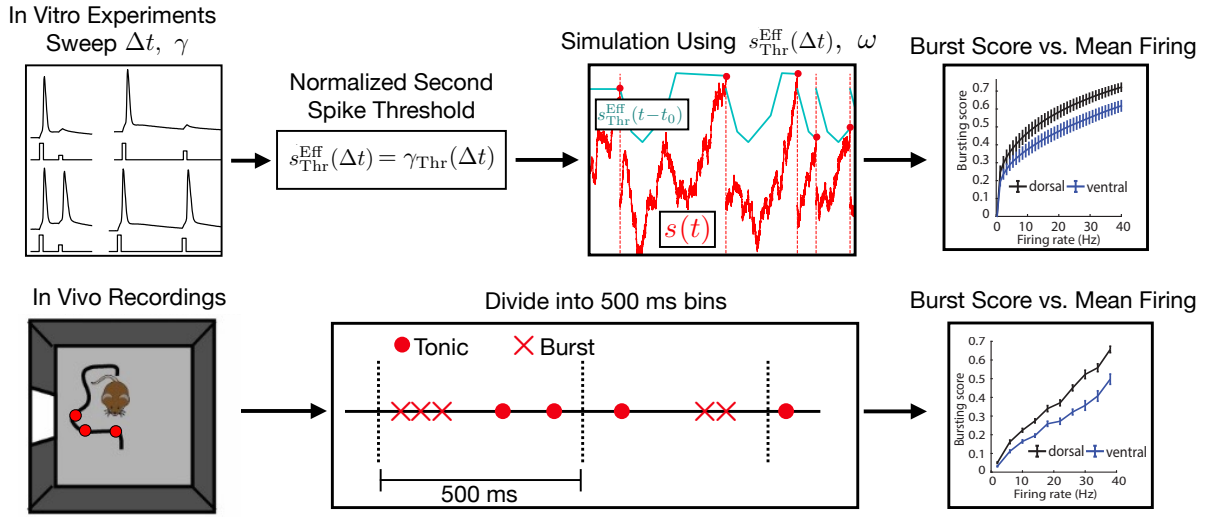 In Vitro Experiments
Sweep Δt, γ
Normalized Second
Spike Threshold
s_Thr^Eff(Δt) = γ_Thr(Δt)
Simulation Using s_Thr^Eff(Δt), ω
s_Thr^Eff(t−t_0)
s(t)
Burst Score vs. Mean Firing
Bursting score
0.7
0.6
0.5
0.4
0.3
0.2
0.1
0
dorsal ventral
0 10 20 30 40
Firing rate (Hz)
In Vivo Recordings
Divide into 500 ms bins
Tonic Burst
500 ms
Burst Score vs. Mean Firing
Bursting score
0.7
0.6
0.5
0.4
0.3
0.2
0.1
0
dorsal ventral
0 10 20 30 40
Firing rate (Hz)